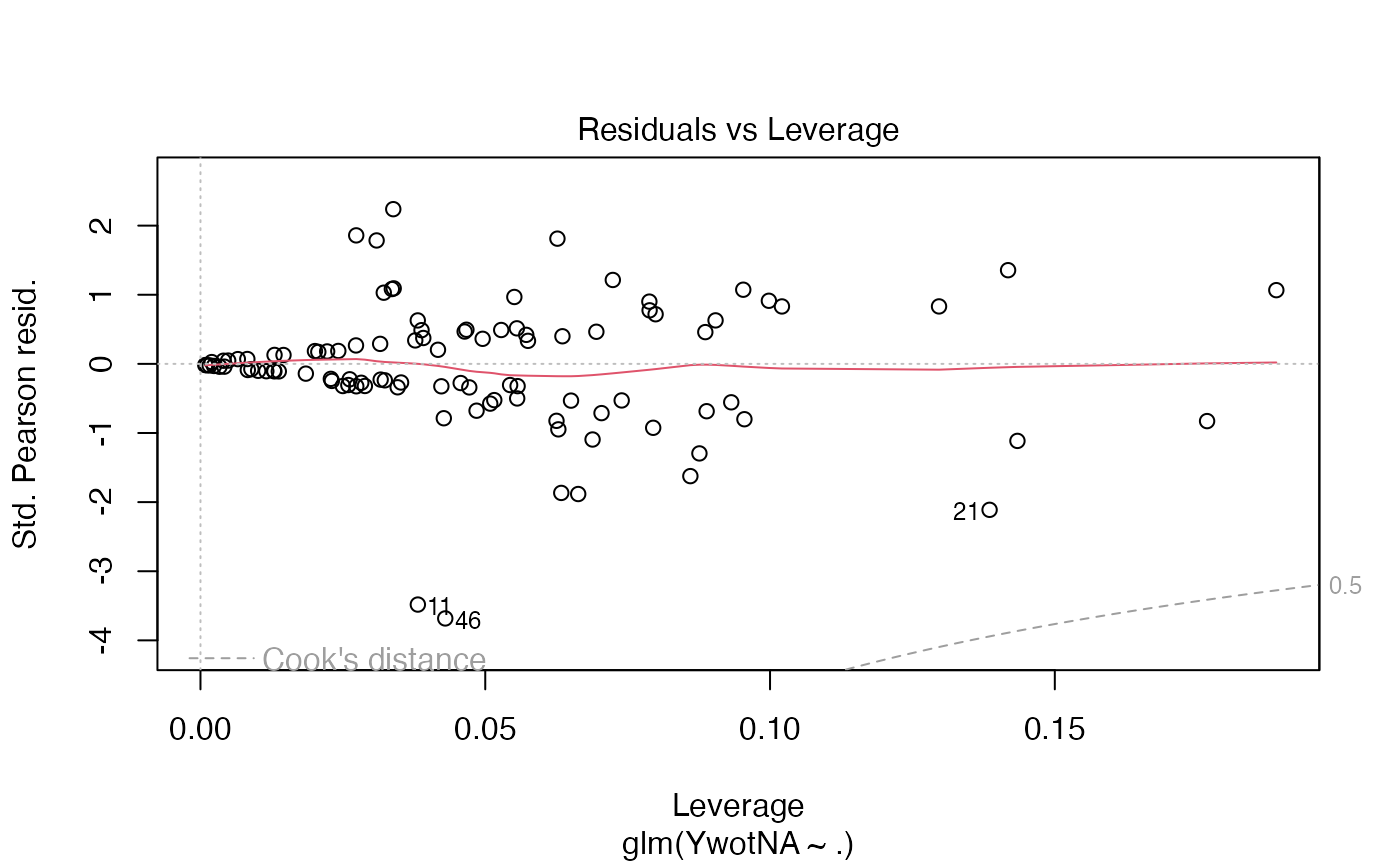 Residuals vs Leverage
Std. Pearson resid.
2
1
0
-1
-2
-3
-4
21
11
46
0.5
Cook's distance
0.00 0.05 0.10 0.15
Leverage
glm(YwotNA ~ .)